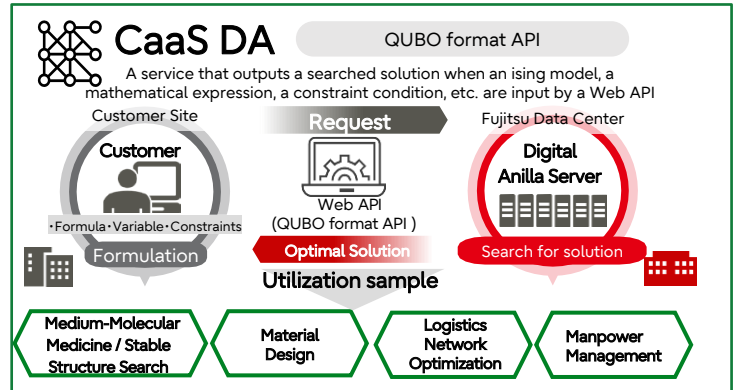 CaaS DA
QUBO format API
A service that outputs a searched solution when an ising model, a
mathematical expression, a constraint condition, etc. are input by a Web API
Customer Site
Request
Fujitsu Data Center
Customer
Digital
Anilla Server
Web API
(QUBO format API )
・Formula・Variable・Constraints
Formulation
Optimal Solution
Search for solution
Utilization sample
Medium-Molecular
Medicine / Stable
Structure Search
Material
Design
Logistics
Network
Optimization
Manpower
Management